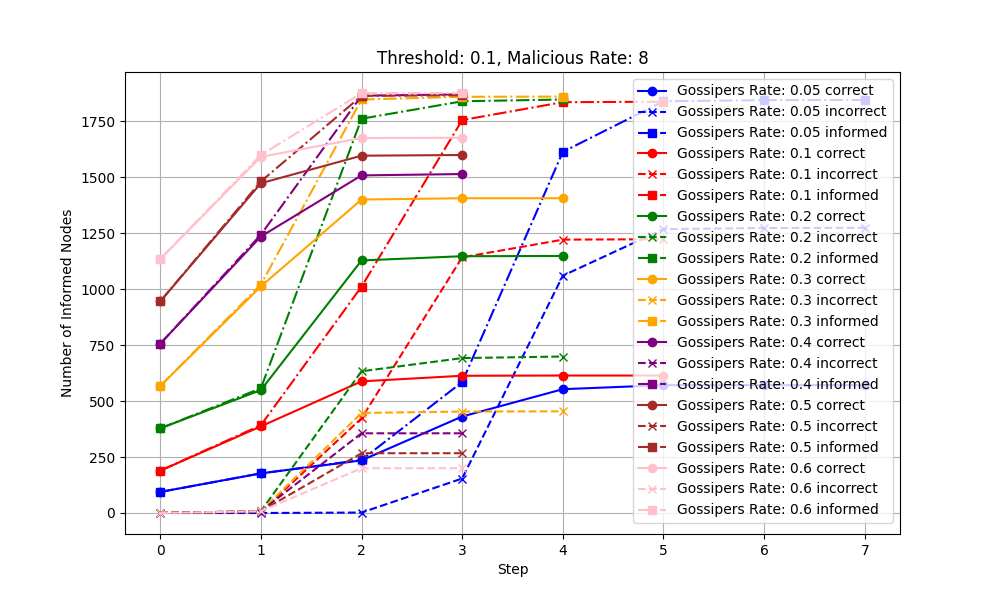 Threshold: 0.1, Malicious Rate: 8
Number of Informed Nodes
1750
1500
1250
1000
750
500
250
0
0 1 2 3 4 5 6 7
Step
Gossipers Rate: 0.05 correct
Gossipers Rate: 0.05 incorrect
Gossipers Rate: 0.05 informed
Gossipers Rate: 0.1 correct
Gossipers Rate: 0.1 incorrect
Gossipers Rate: 0.1 informed
Gossipers Rate: 0.2 correct
Gossipers Rate: 0.2 incorrect
Gossipers Rate: 0.2 informed
Gossipers Rate: 0.3 correct
Gossipers Rate: 0.3 incorrect
Gossipers Rate: 0.3 informed
Gossipers Rate: 0.4 correct
Gossipers Rate: 0.4 incorrect
Gossipers Rate: 0.4 informed
Gossipers Rate: 0.5 correct
Gossipers Rate: 0.5 incorrect
Gossipers Rate: 0.5 informed
Gossipers Rate: 0.6 correct
Gossipers Rate: 0.6 incorrect
Gossipers Rate: 0.6 informed